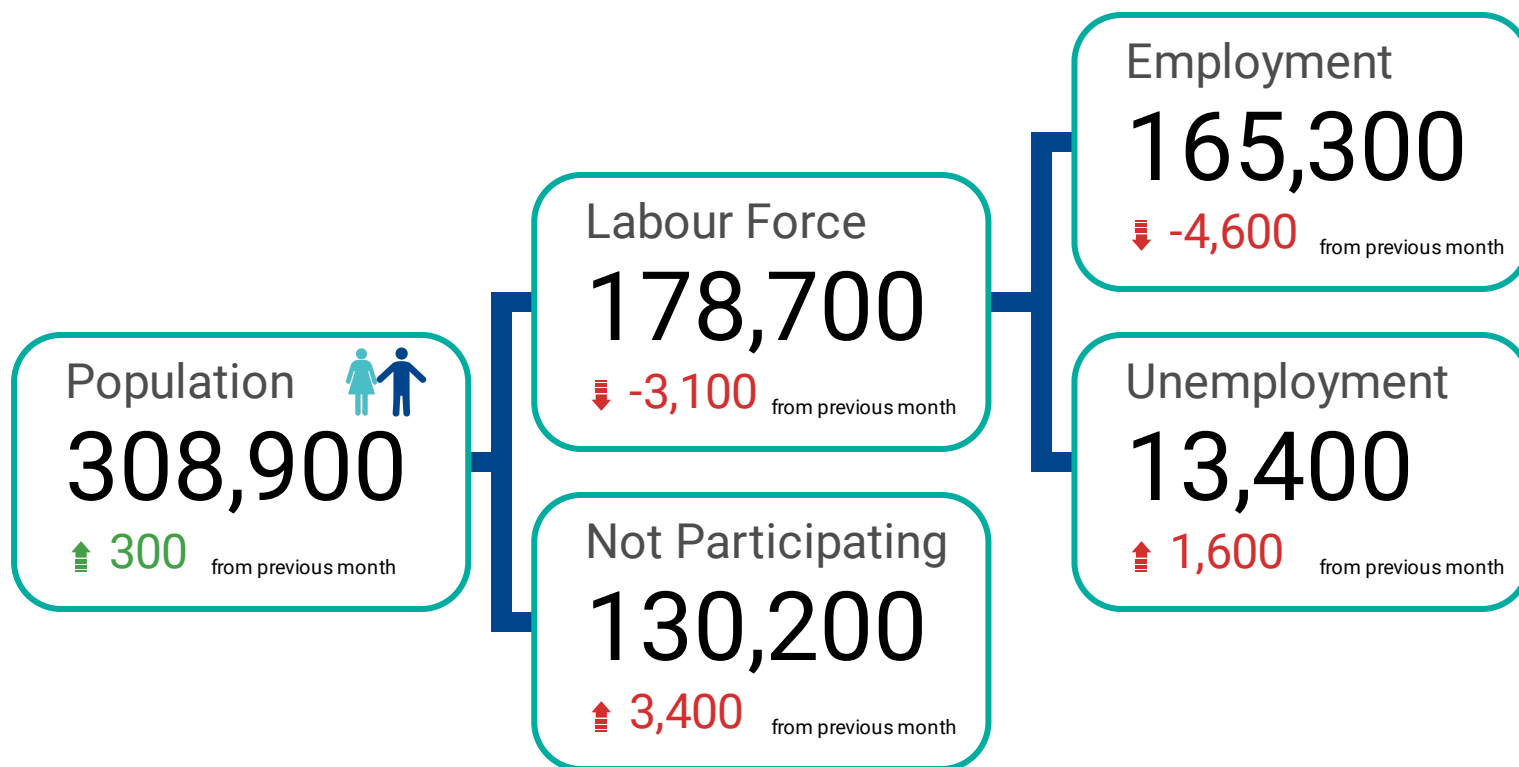 Population
308,900
300 from previous month
Labour Force
178,700
-3,100 from previous month
Not Participating
130,200
3,400 from previous month
Employment
165,300
-4,600 from previous month
Unemployment
13,400
1,600 from previous month